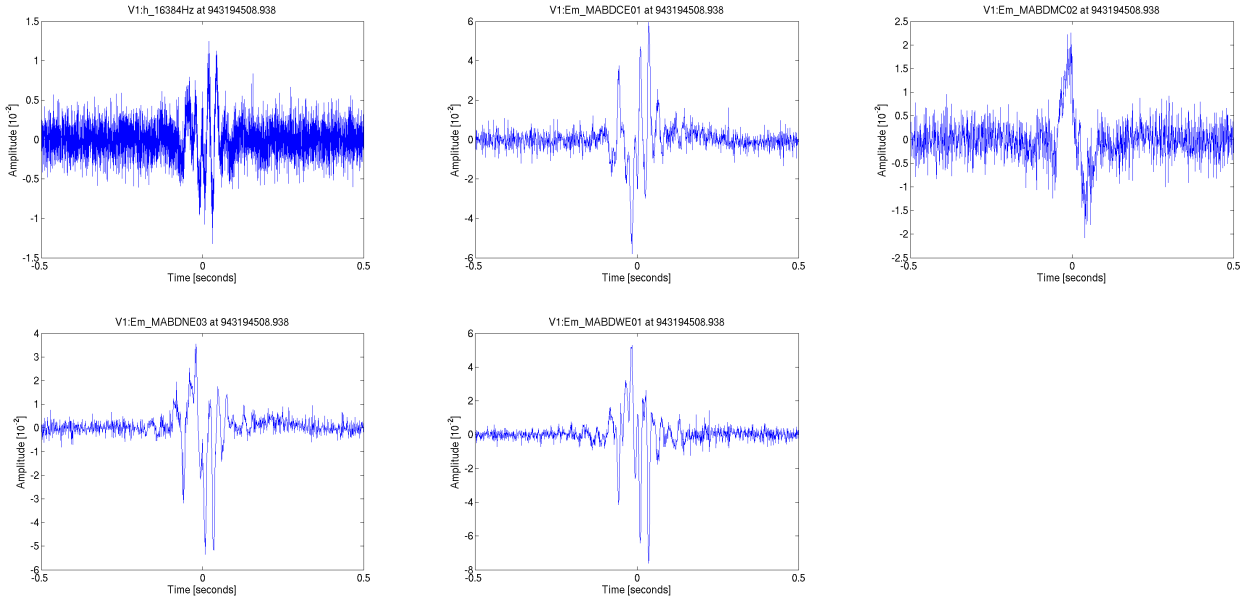 V1:h_16384Hz at 943194508.938
1.5
1
0.5
0
-0.5
-1
-1.5
Amplitude [10^-2]
-0.5 0 0.5
Time [seconds]
V1:Em_MABDCE01 at 943194508.938
6
4
2
0
-2
-4
-6
Amplitude [10^-2]
-0.5 0 0.5
Time [seconds]
V1:Em_MABDMC02 at 943194508.938
2.5
2
1.5
1
0.5
0
-0.5
-1
-1.5
-2
-2.5
Amplitude [10^-2]
-0.5 0 0.5
Time [seconds]
V1:Em_MABDNE03 at 943194508.938
4
3
2
1
0
-1
-2
-3
-4
-5
-6
Amplitude [10^-2]
-0.5 0 0.5
Time [seconds]
V1:Em_MABDWE01 at 943194508.938
6
4
2
0
-2
-4
-6
-8
Amplitude [10^-2]
-0.5 0 0.5
Time [seconds]